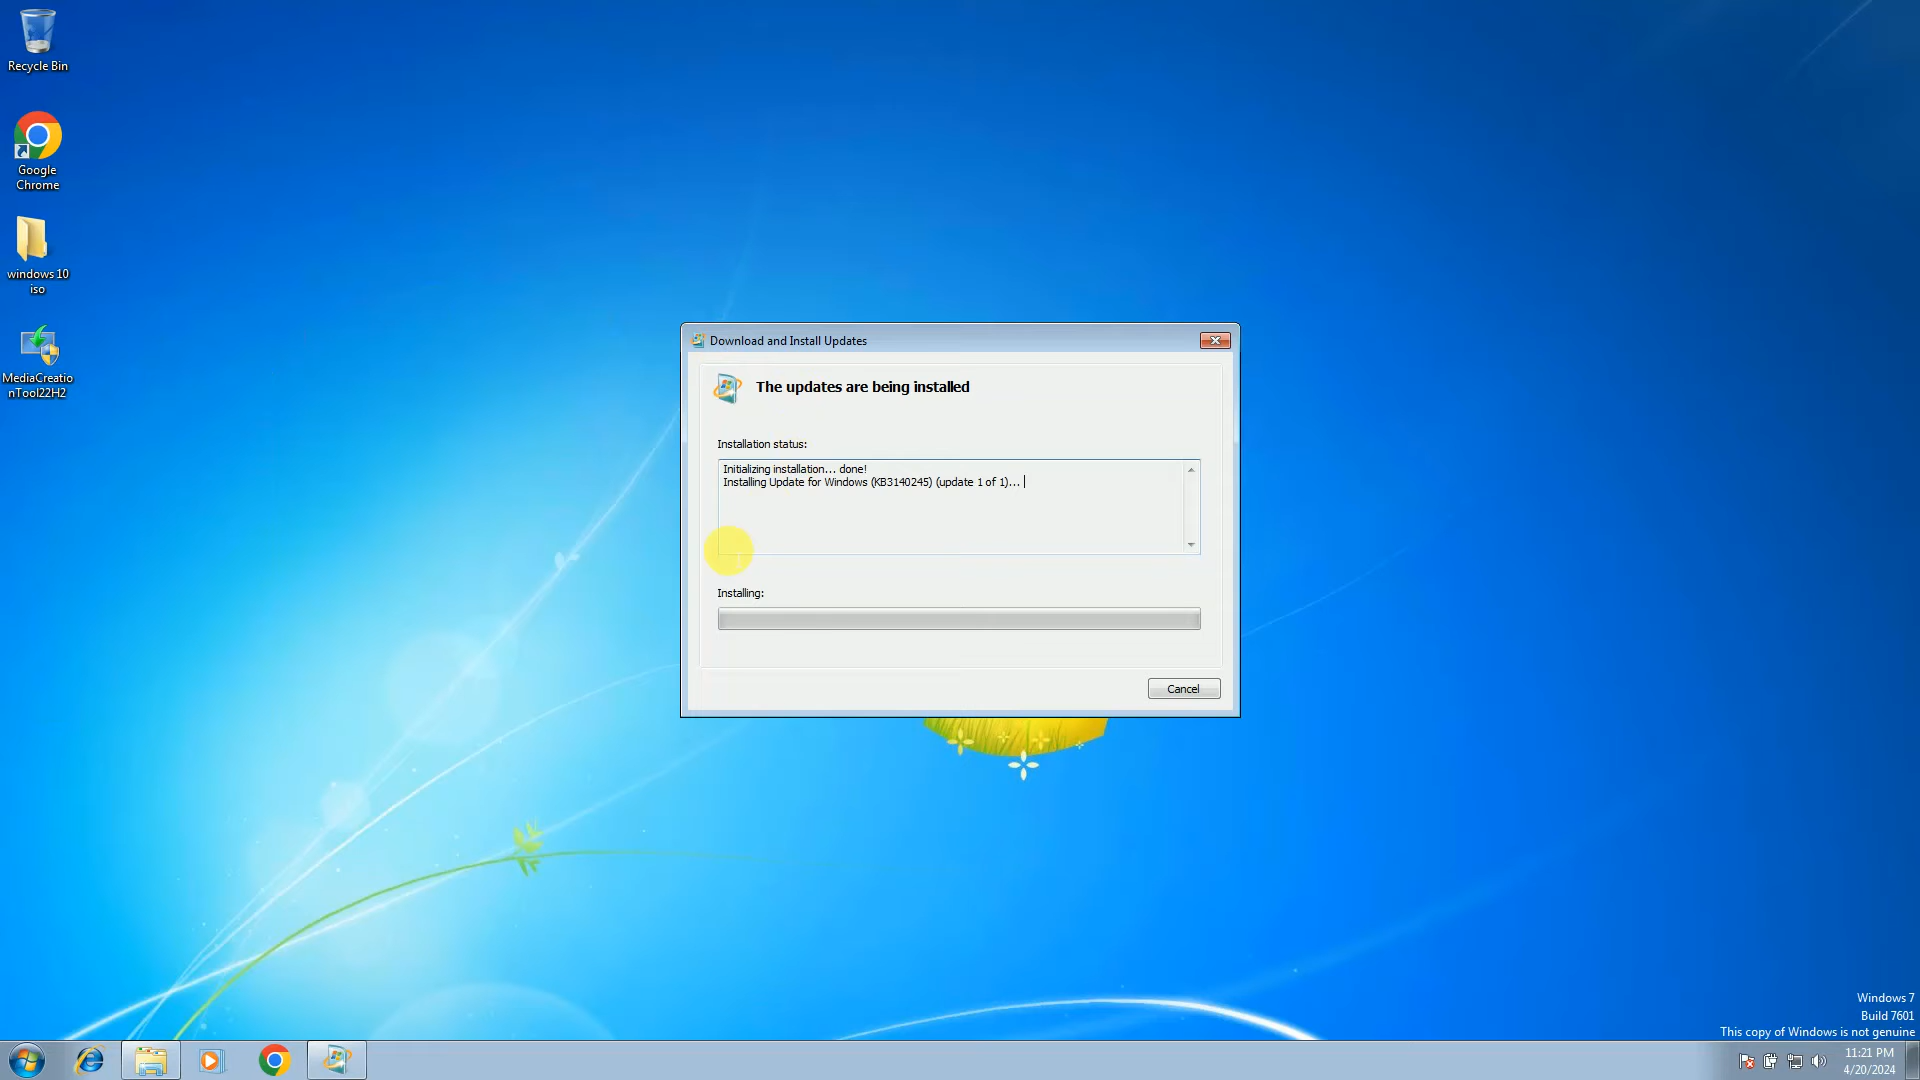 Recycle Bin
Google
Chrome
windows 10
iso
MediaCreatio
nTool22H2
Download and Install Updates
The updates are being installed
Installation status:
Initializing installation... done!
Installing Update for Windows (KB3140245) (update 1 of 1)...
Installing:
Cancel
Windows 7
Build 7601
This copy of Windows is not genuine
11:21 PM
4/20/2024